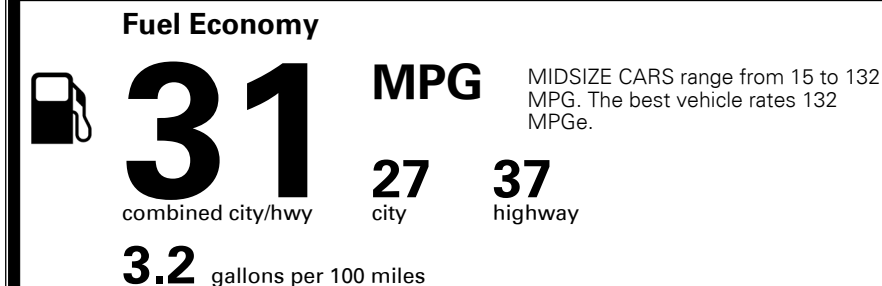 Fuel Economy
31 MPG
MIDSIZE CARS range from 15 to 132
MPG. The best vehicle rates 132
MPGe.
27 37
combined city/hwy city highway
3.2 gallons per 100 miles